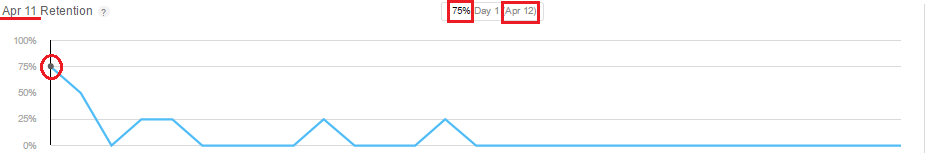 Apr 11 Retention ?
75% Day 1 (Apr 12)
100%
75%
50%
25%
0%